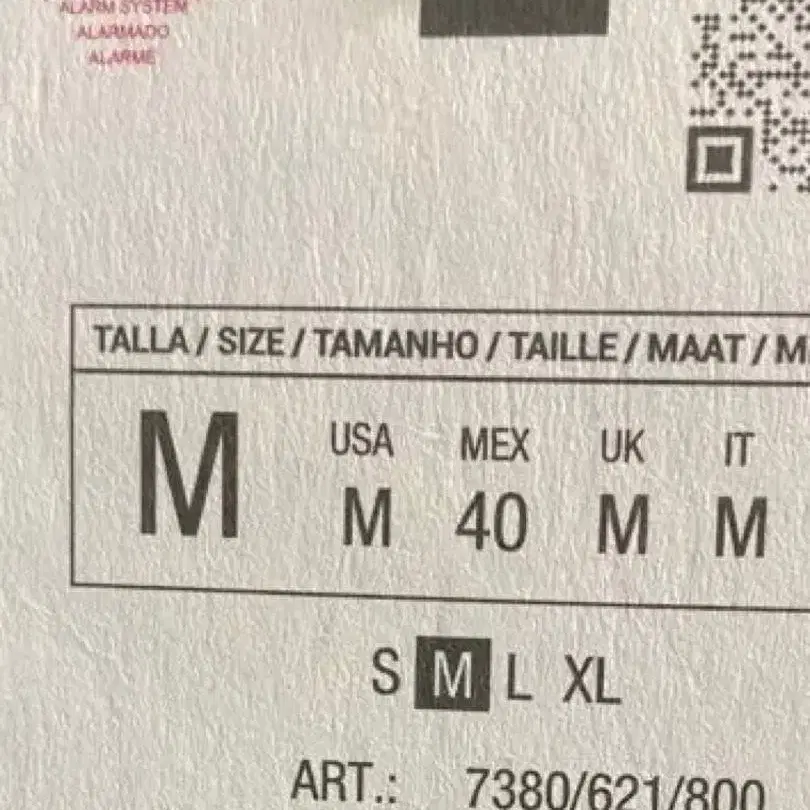 ALARM SYSTEM
ALARMADO
ALARME
TALLA / SIZE / TAMANHO / TAILLE / MAAT / M
M
USA MEX UK IT
M 40 M M
S M L XL
ART.: 7380/621/800